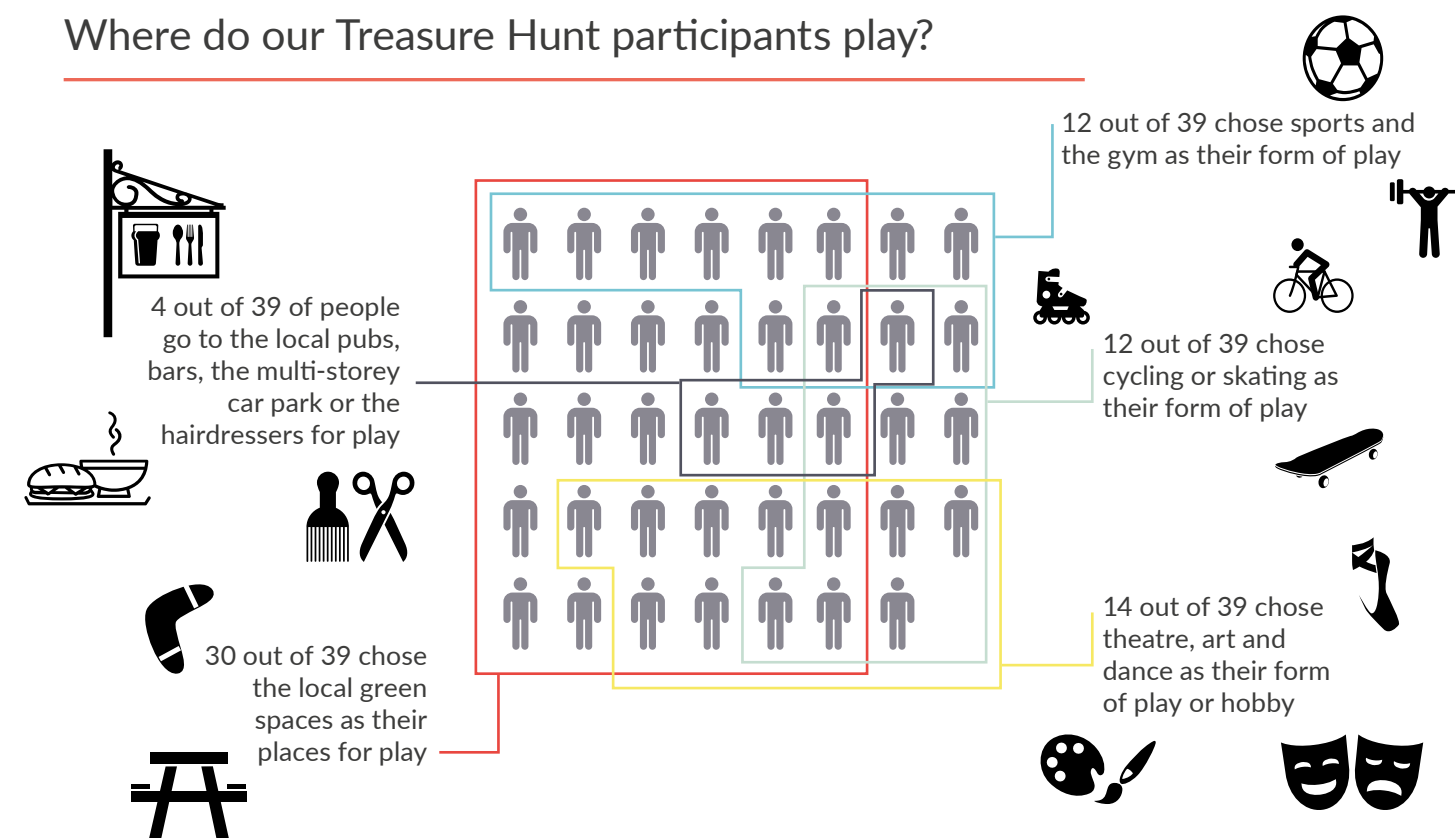 Where do our Treasure Hunt participants play?
12 out of 39 chose sports and
the gym as their form of play
4 out of 39 of people
go to the local pubs,
bars, the multi-storey
car park or the
hairdressers for play
12 out of 39 chose
cycling or skating as
their form of play
30 out of 39 chose
the local green
spaces as their
places for play
14 out of 39 chose
theatre, art and
dance as their form
of play or hobby